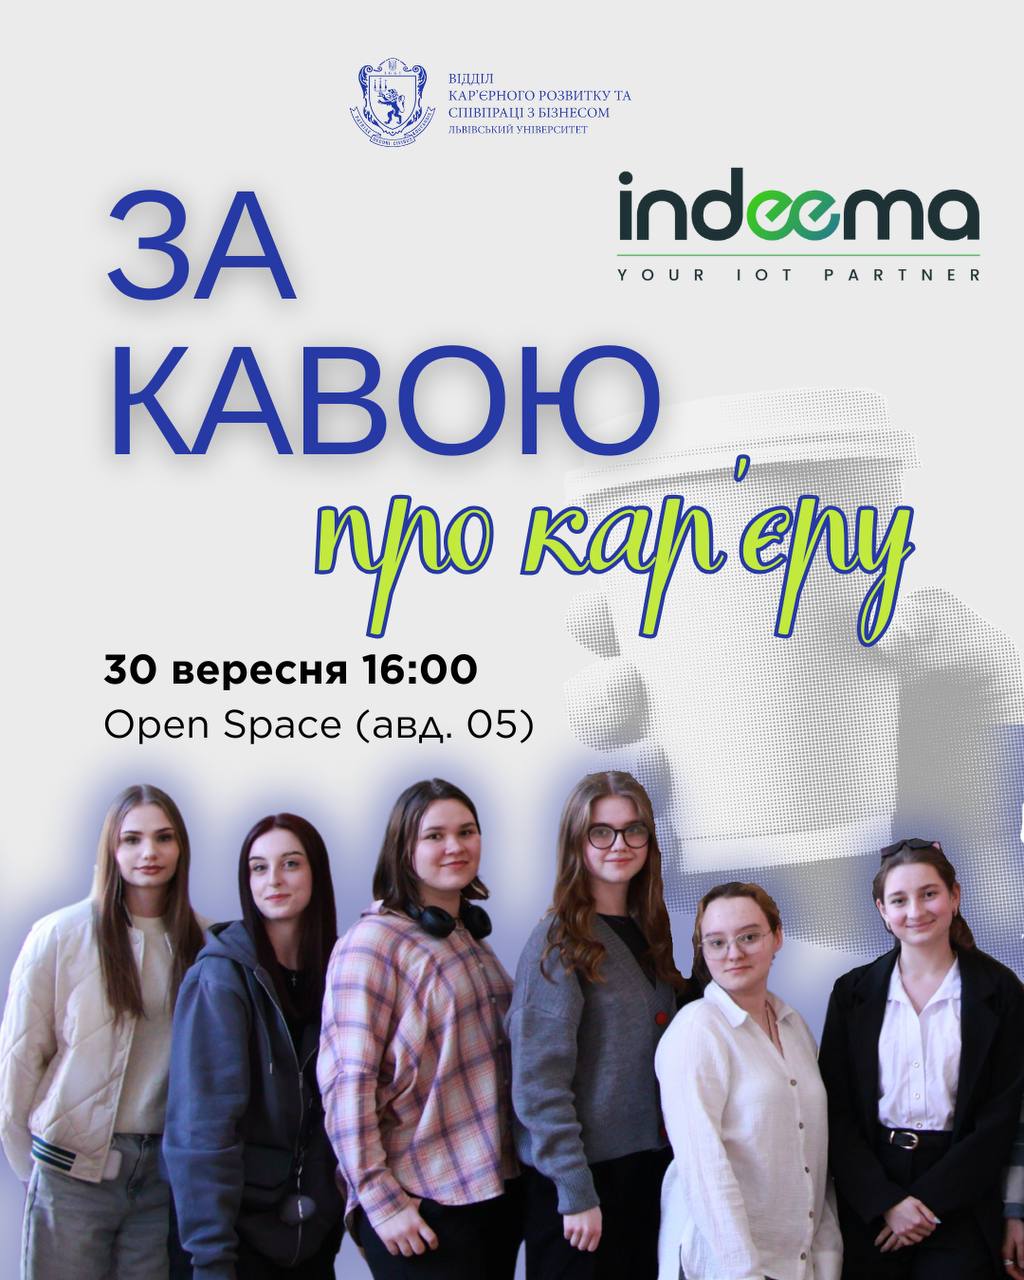 ВІДДІЛ
КАР'ЄРНОГО РОЗВИТКУ ТА
СПІВПРАЦІ З БІЗНЕСОМ
ЛЬВІВСЬКИЙ УНІВЕРСИТЕТ
indeema
YOUR IOT PARTNER
ЗА
КАВОЮ
про кар'єру
30 вересня 16:00
Open Space (авд. 05)